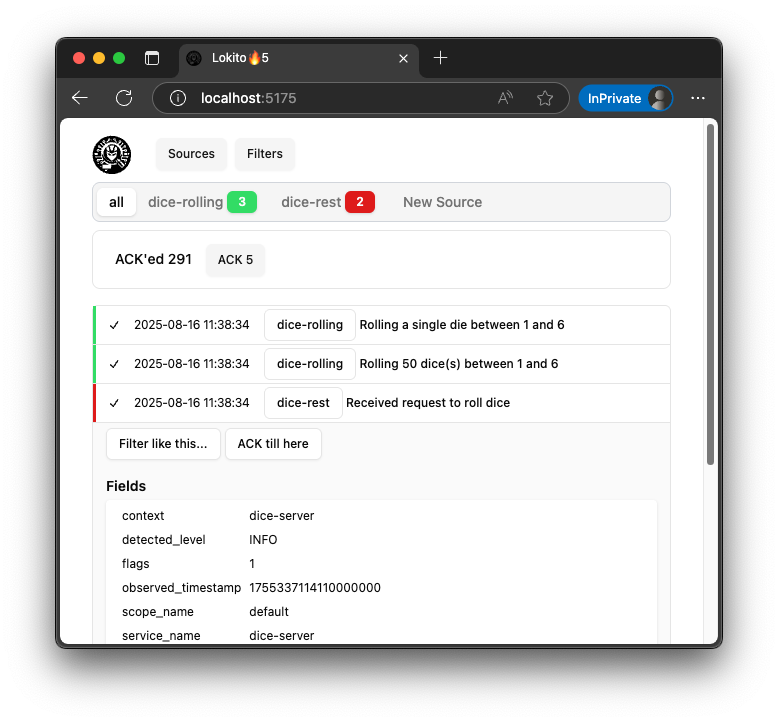 Lokito🔥5
localhost:5175
InPrivate
Sources Filters
all dice-rolling 3 dice-rest 2 New Source
ACK'ed 291 ACK 5
2025-08-16 11:38:34 dice-rolling Rolling a single die between 1 and 6
2025-08-16 11:38:34 dice-rolling Rolling 50 dice(s) between 1 and 6
2025-08-16 11:38:34 dice-rest Received request to roll dice
Filter like this... ACK till here
Fields
context dice-server
detected_level INFO
flags 1
observed_timestamp 1755337114110000000
scope_name default
service_name dice-server